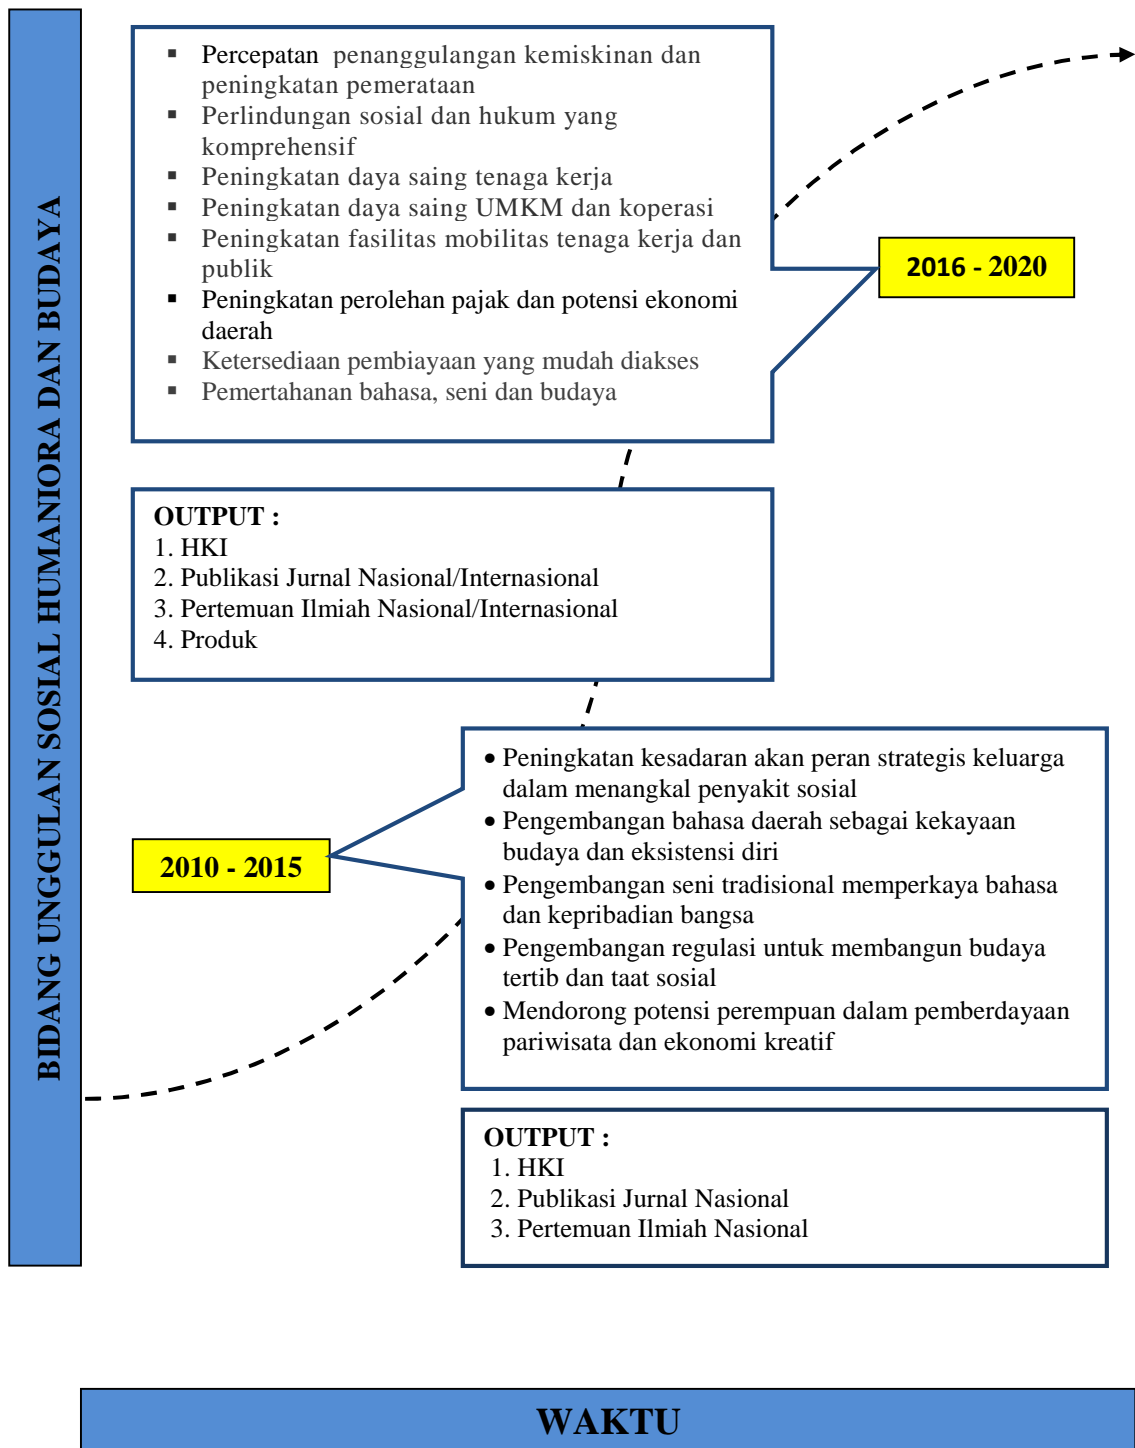 BIDANG UNGGULAN SOSIAL HUMANIORA DAN BUDAYA
▪ Percepatan penanggulangan kemiskinan dan
peningkatan pemerataan
▪ Perlindungan sosial dan hukum yang
komprehensif
▪ Peningkatan daya saing tenaga kerja
▪ Peningkatan daya saing UMKM dan koperasi
▪ Peningkatan fasilitas mobilitas tenaga kerja dan
publik
▪ Peningkatan perolehan pajak dan potensi ekonomi
daerah
▪ Ketersediaan pembiayaan yang mudah diakses
▪ Pemertahanan bahasa, seni dan budaya
2016 - 2020
OUTPUT :
1. HKI
2. Publikasi Jurnal Nasional/Internasional
3. Pertemuan Ilmiah Nasional/Internasional
4. Produk
2010 - 2015
• Peningkatan kesadaran akan peran strategis keluarga
dalam menangkal penyakit sosial
• Pengembangan bahasa daerah sebagai kekayaan
budaya dan eksistensi diri
• Pengembangan seni tradisional memperkaya bahasa
dan kepribadian bangsa
• Pengembangan regulasi untuk membangun budaya
tertib dan taat sosial
• Mendorong potensi perempuan dalam pemberdayaan
pariwisata dan ekonomi kreatif
OUTPUT :
1. HKI
2. Publikasi Jurnal Nasional
3. Pertemuan Ilmiah Nasional
WAKTU